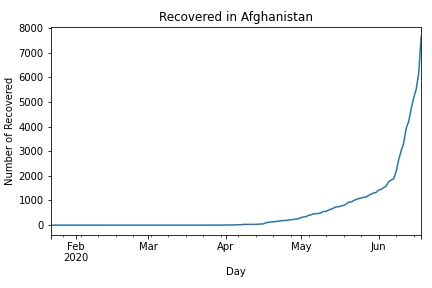 Recovered in Afghanistan
Number of Recovered
8000
7000
6000
5000
4000
3000
2000
1000
0
Feb
2020
Mar
Apr
May
Jun
Day